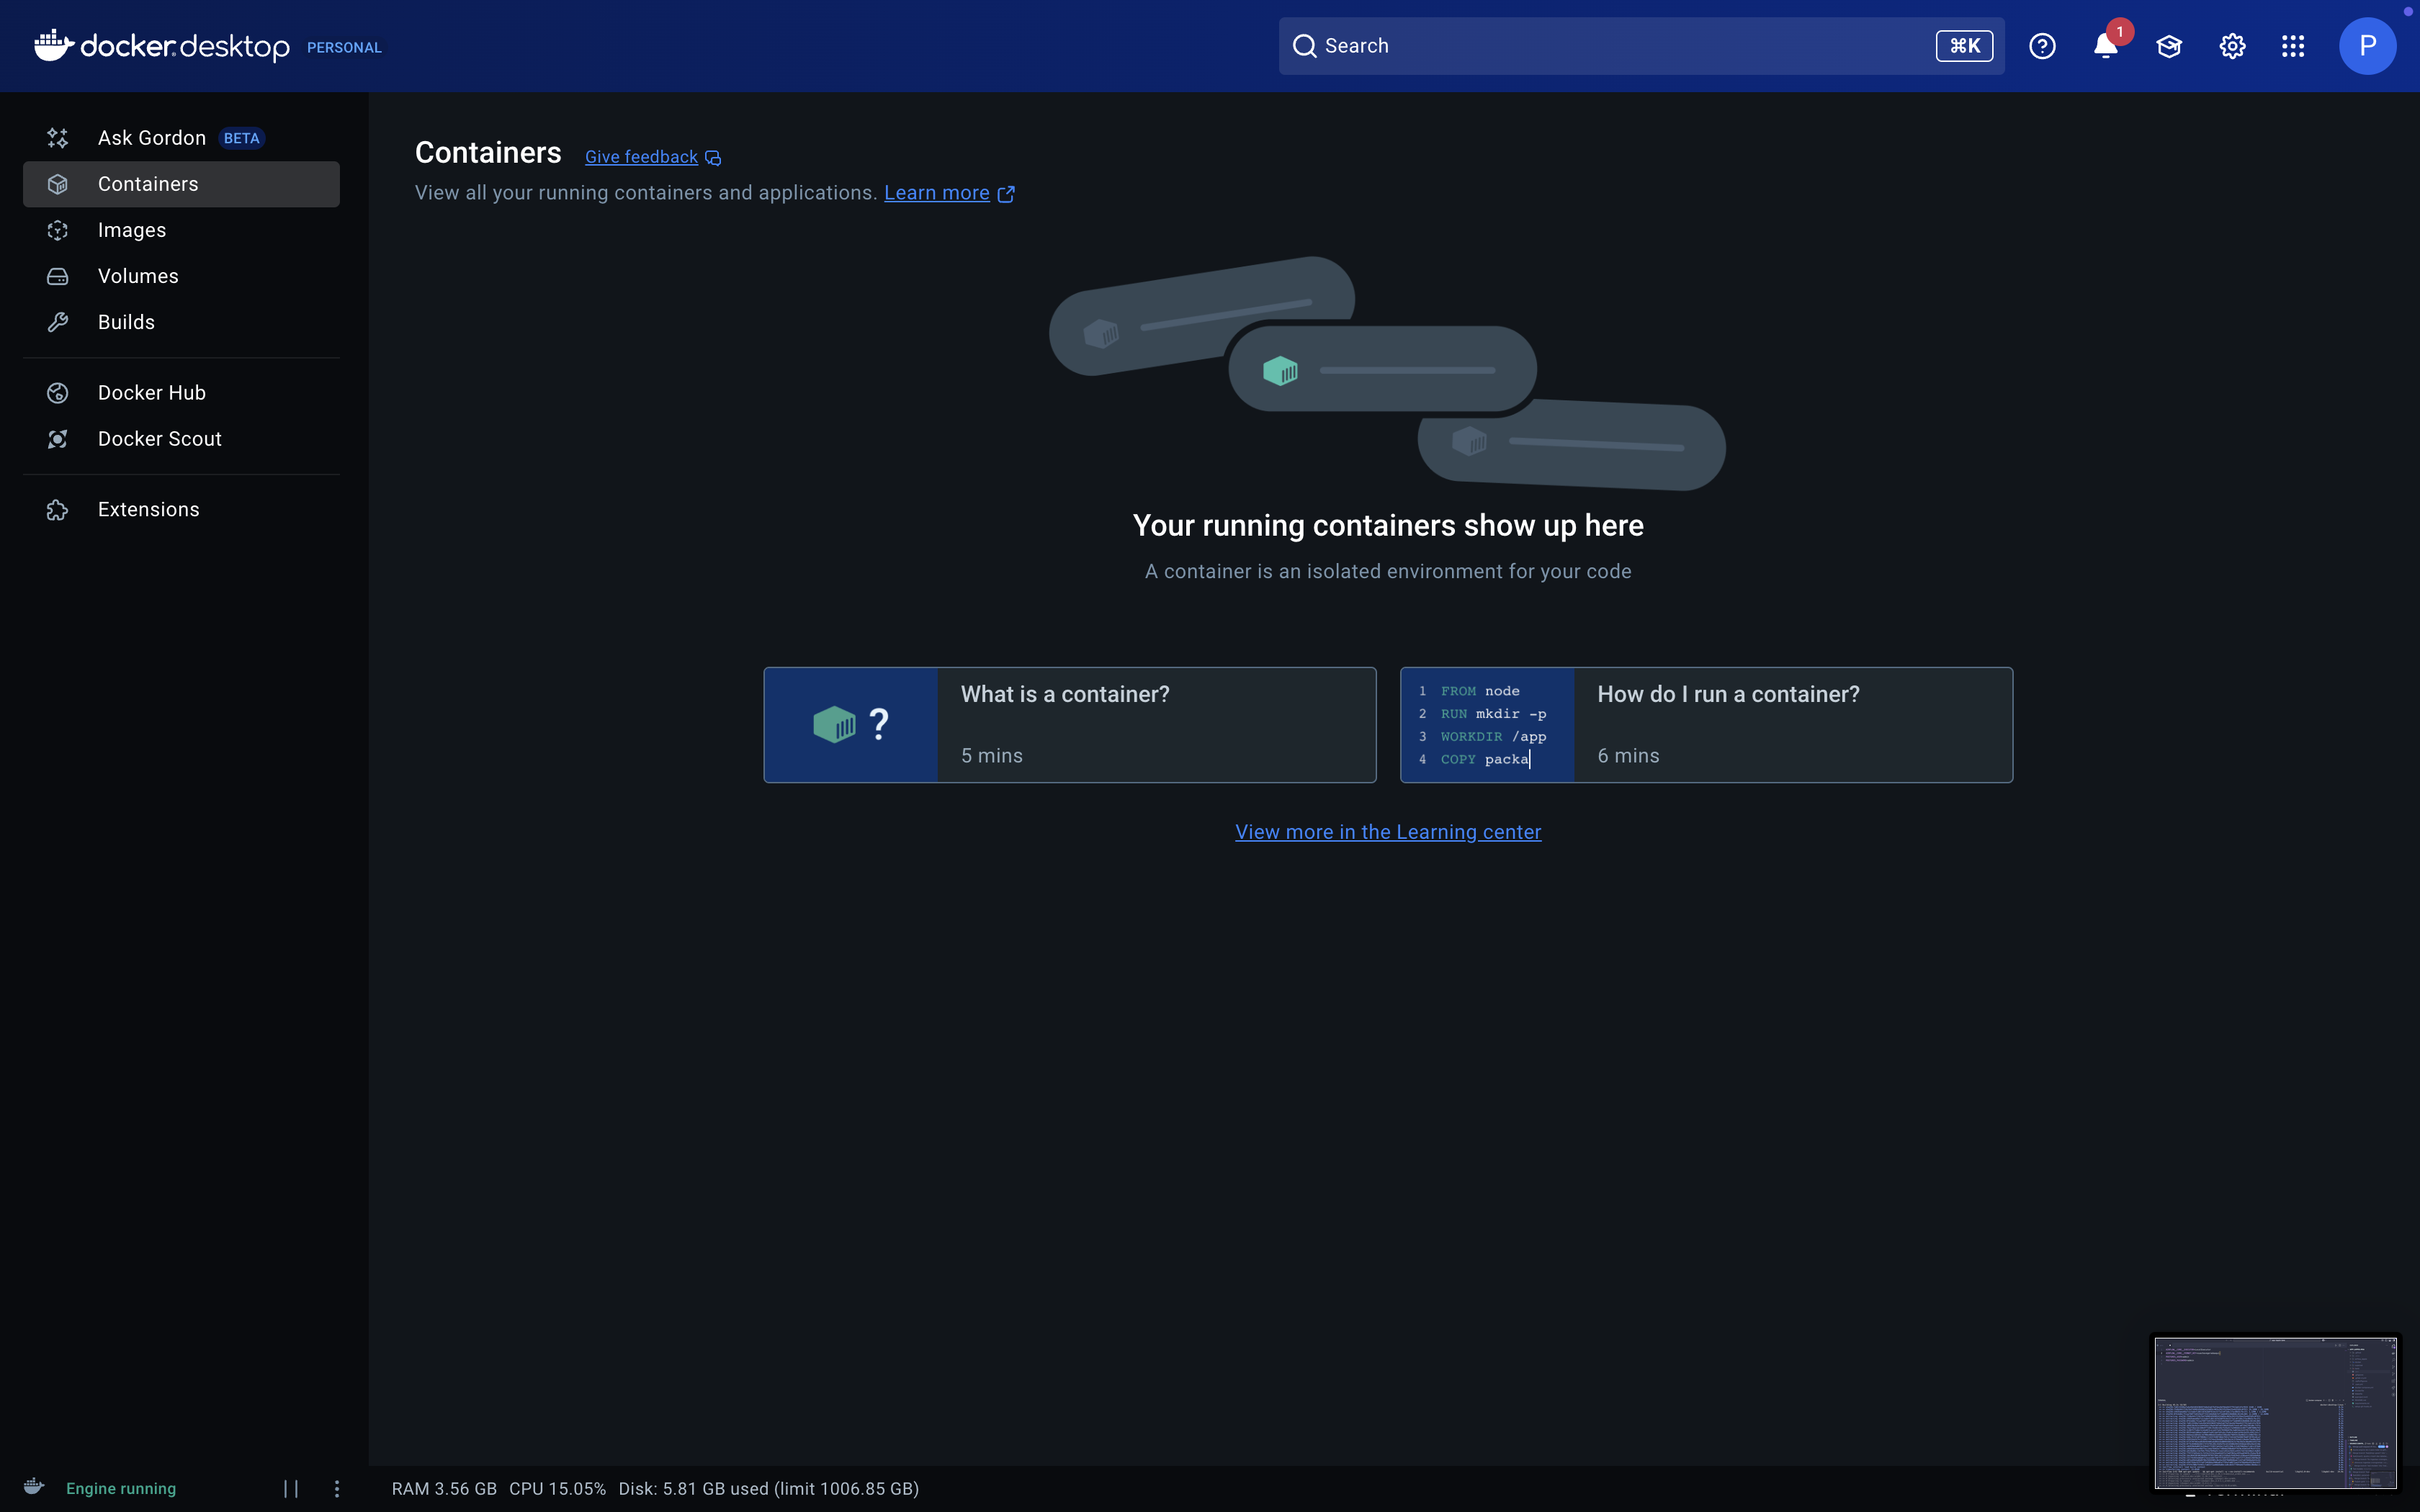 docker desktop PERSONAL
Search ⌘K
1
P
Ask Gordon BETA
Containers
Images
Volumes
Builds
Docker Hub
Docker Scout
Extensions
Containers Give feedback
View all your running containers and applications. Learn more
Your running containers show up here
A container is an isolated environment for your code
?
What is a container?
5 mins
1 FROM node
2 RUN mkdir -p
3 WORKDIR /app
4 COPY packa
How do I run a container?
6 mins
View more in the Learning center
Engine running
RAM 3.56 GB CPU 15.05% Disk: 5.81 GB used (limit 1006.85 GB)